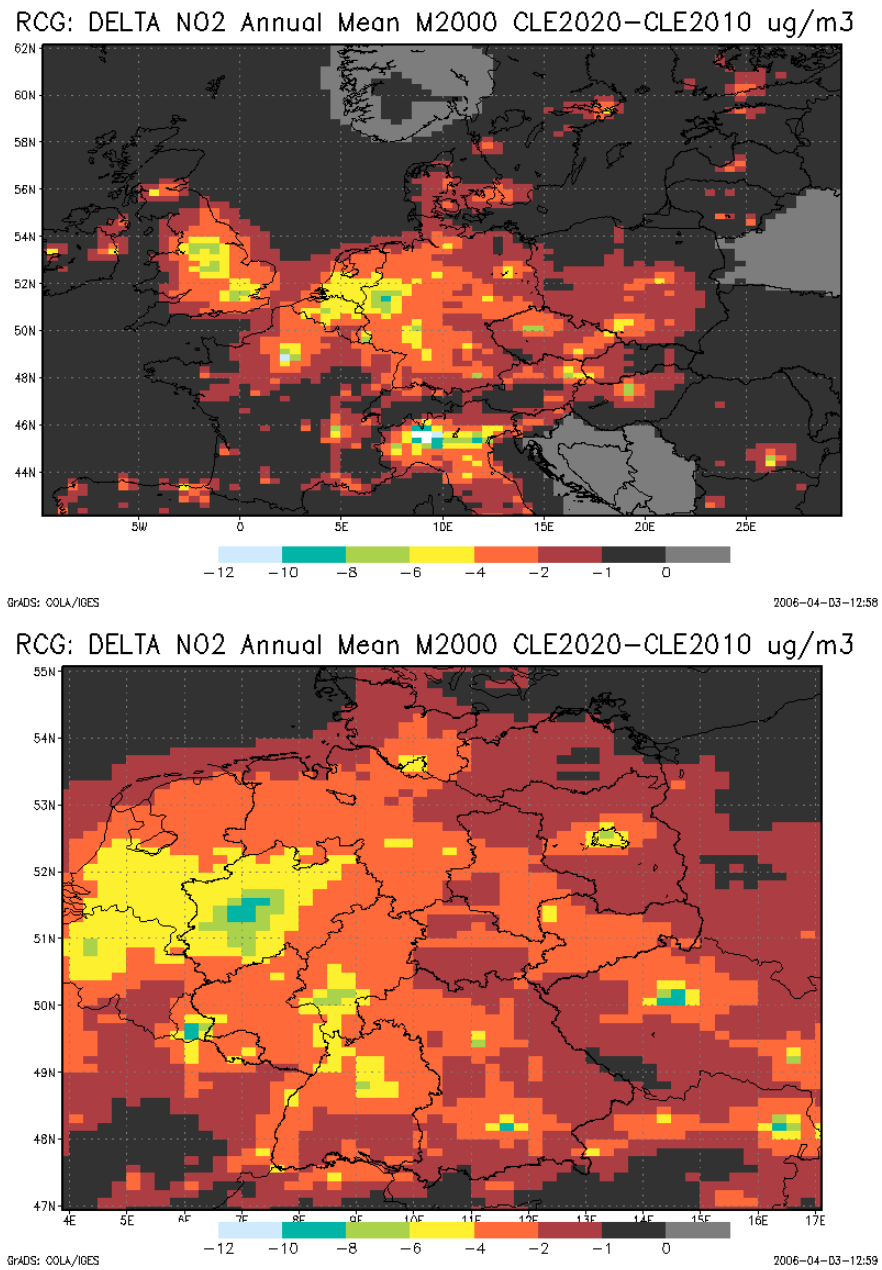 RCG: DELTA NO2 Annual Mean M2000 CLE2020−CLE2010 ug/m3
62N
60N
58N
56N
54N
52N
50N
48N
46N
44N
5W 0 5E 10E 15E 20E 25E
−12 −10 −8 −6 −4 −2 −1 0
GrADS: COLA/IGES 2006−04−03−12:58
RCG: DELTA NO2 Annual Mean M2000 CLE2020−CLE2010 ug/m3
55N
54N
53N
52N
51N
50N
49N
48N
47N
4E 5E 6E 7E 8E 9E 10E 11E 12E 13E 14E 15E 16E 17E
−12 −10 −8 −6 −4 −2 −1 0
GrADS: COLA/IGES 2006−04−03−12:59